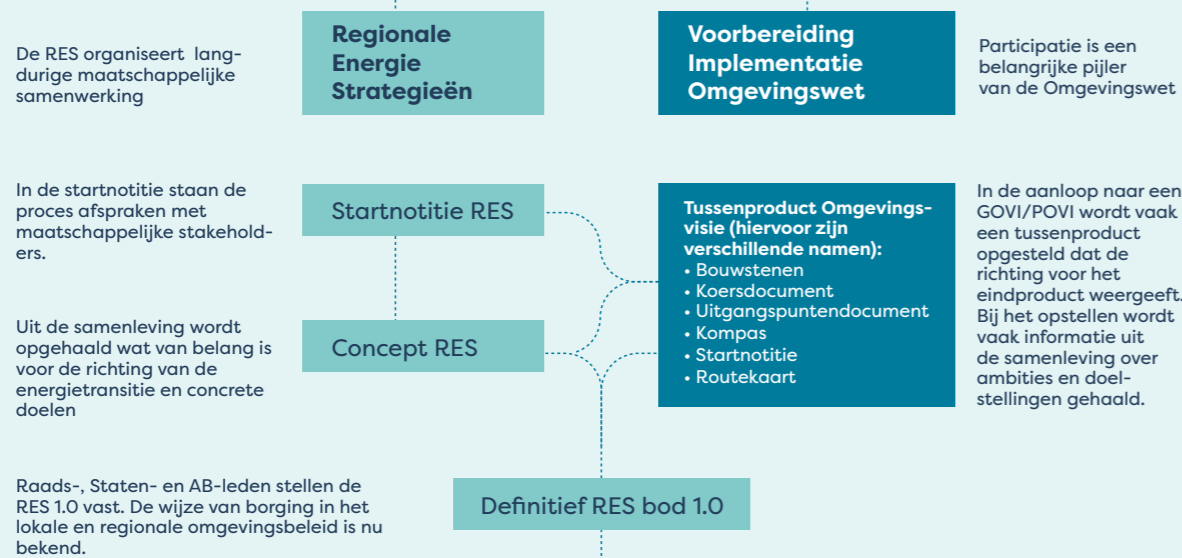 De RES organiseert lang-
durige maatschappelijke
samenwerking
Regionale
Energie
Strategieën
Voorbereiding
Implementatie
Omgevingswet
Participatie is een
belangrijke pijler
van de Omgevingswet
In de startnotitie staan de
proces afspraken met
maatschappelijke stakehold-
ers.
Startnotitie RES
Tussenproduct Omgevings-
visie (hiervoor zijn
verschillende namen):
• Bouwstenen
• Koersdocument
• Uitgangspuntendocument
• Kompas
• Startnotitie
• Routekaart
In de aanloop naar een
GOVI/POVI wordt vaak
een tussenproduct
opgesteld dat de
richting voor het
eindproduct weergeeft.
Bij het opstellen wordt
vaak informatie uit
de samenleving over
ambities en doel-
stellingen gehaald.
Uit de samenleving wordt
opgehaald wat van belang is
voor de richting van de
energietransitie en concrete
doelen
Concept RES
Raads-, Staten- en AB-leden stellen de
RES 1.0 vast. De wijze van borging in het
lokale en regionale omgevingsbeleid is nu
bekend.
Definitief RES bod 1.0